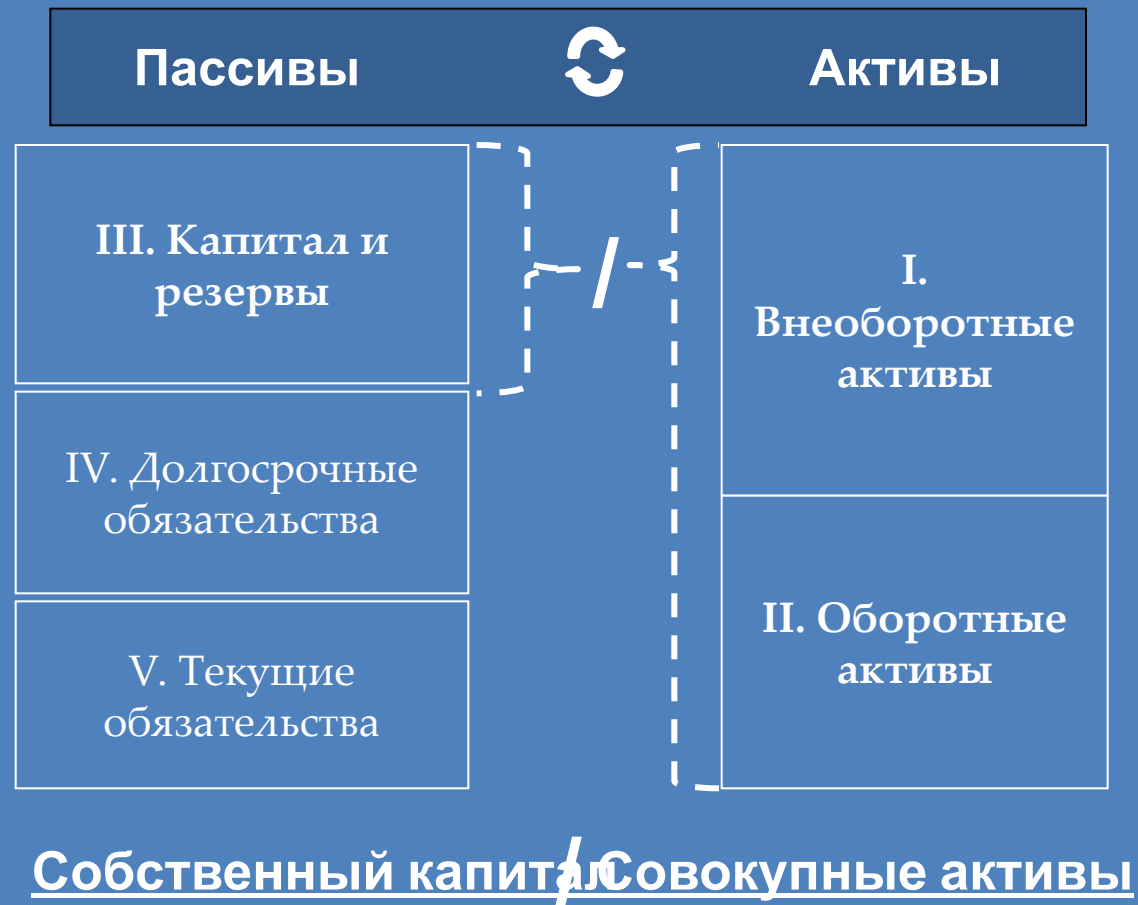 Пассивы
Активы
III. Капитал и
резервы
/
I.
Внеоборотные
активы
IV. Долгосрочные
обязательства
II. Оборотные
активы
V. Текущие
обязательства
Собственный капитал/Совокупные активы